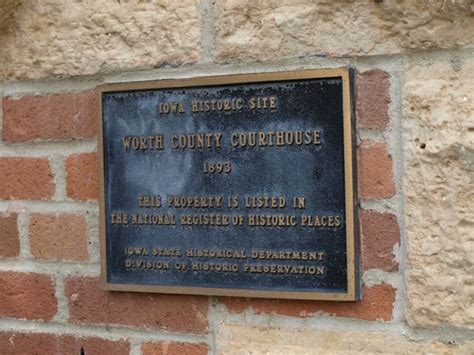 IOWA HISTORIC SITE
WORTH COUNTY COURTHOUSE
1893
THIS PROPERTY IS LISTED IN
THE NATIONAL REGISTER OF HISTORIC PLACES
IOWA STATE HISTORICAL DEPARTMENT
DIVISION OF HISTORIC PRESERVATION